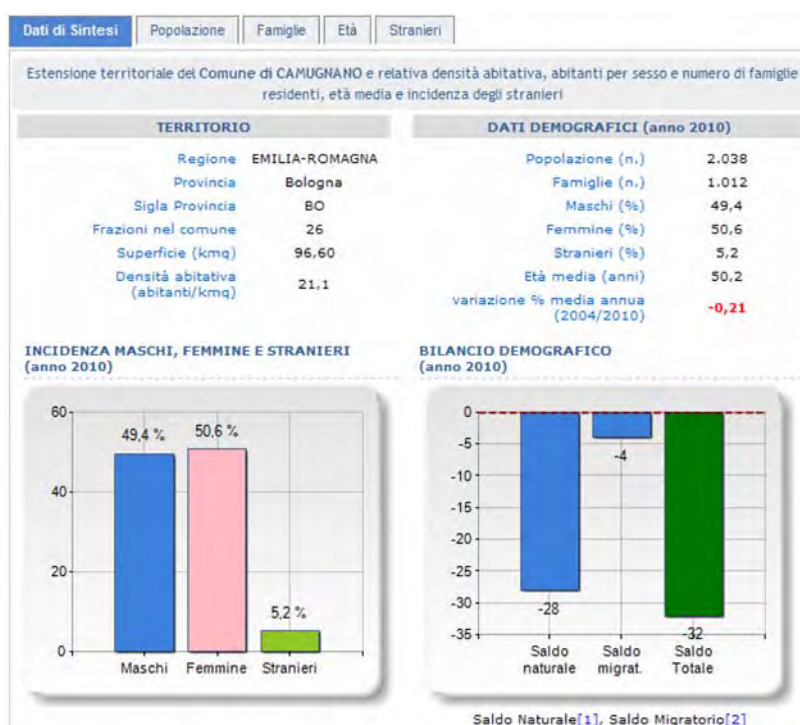 Dati di Sintesi Popolazione Famiglie Età Stranieri
Estensione territoriale del Comune di CAMUGNANO e relativa densità abitativa, abitanti per sesso e numero di famiglie
residenti, età media e incidenza degli stranieri
TERRITORIO
Regione EMILIA-ROMAGNA
Provincia Bologna
Sigla Provincia BO
Frazioni nel comune 26
Superficie (kmq) 96,60
Densità abitativa
(abitanti/kmq) 21,1
DATI DEMOGRAFICI (anno 2010)
Popolazione (n.) 2.038
Famiglie (n.) 1.012
Maschi (%) 49,4
Femmine (%) 50,6
Stranieri (%) 5,2
Età media (anni) 50,2
variazione % media annua
(2004/2010) -0,21
INCIDENZA MASCHI, FEMMINE E STRANIERI
(anno 2010)
60
40
20
0
49,4 %
50,6 %
5,2 %
Maschi Femmine Stranieri
BILANCIO DEMOGRAFICO
(anno 2010)
0
-5
-10
-15
-20
-25
-30
-35
-28
-4
-32
Saldo naturale
Saldo migrat.
Saldo Totale
Saldo Naturale[1], Saldo Migratorio[2]